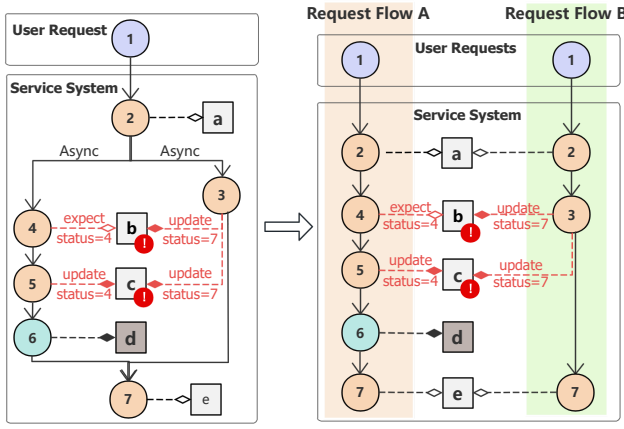 User Request
1
Service System
2
a
Async
Async
3
4
expect
status=4
b
!
update
status=7
5
update
status=4
c
!
update
status=7
6
d
7
e
Request Flow A
Request Flow B
User Requests
1
1
Service System
2
a
2
4
expect
status=4
b
!
update
status=7
3
5
update
status=4
c
!
update
status=7
6
d
7
e
7